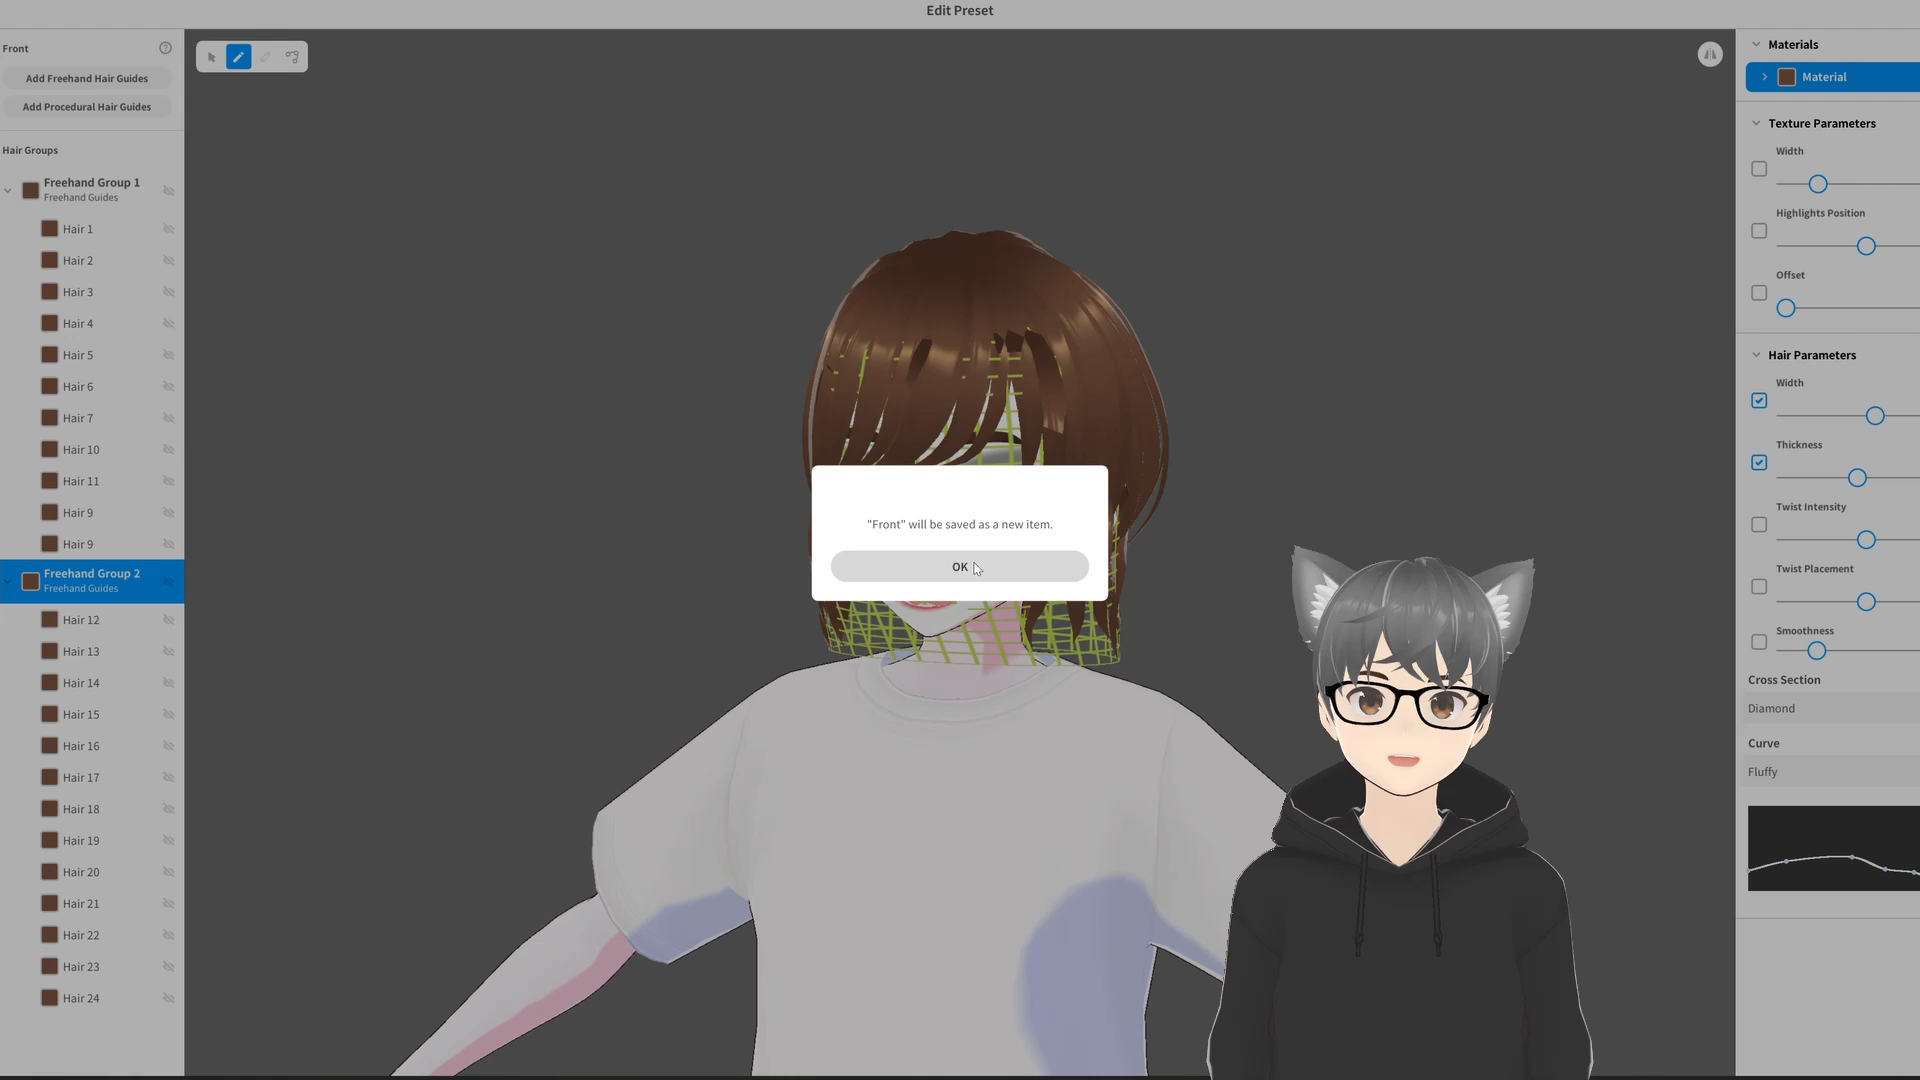 Edit Preset
Front
Add Freehand Hair Guides
Add Procedural Hair Guides
Hair Groups
Freehand Group 1
Freehand Guides
Hair 1
Hair 2
Hair 3
Hair 4
Hair 5
Hair 6
Hair 7
Hair 10
Hair 11
Hair 9
Hair 9
Freehand Group 2
Freehand Guides
Hair 12
Hair 13
Hair 14
Hair 15
Hair 16
Hair 17
Hair 18
Hair 19
Hair 20
Hair 21
Hair 22
Hair 23
Hair 24
"Front" will be saved as a new item.
OK
Materials
Material
Texture Parameters
Width
Highlights Position
Offset
Hair Parameters
Width
Thickness
Twist Intensity
Twist Placement
Smoothness
Cross Section
Diamond
Curve
Fluffy